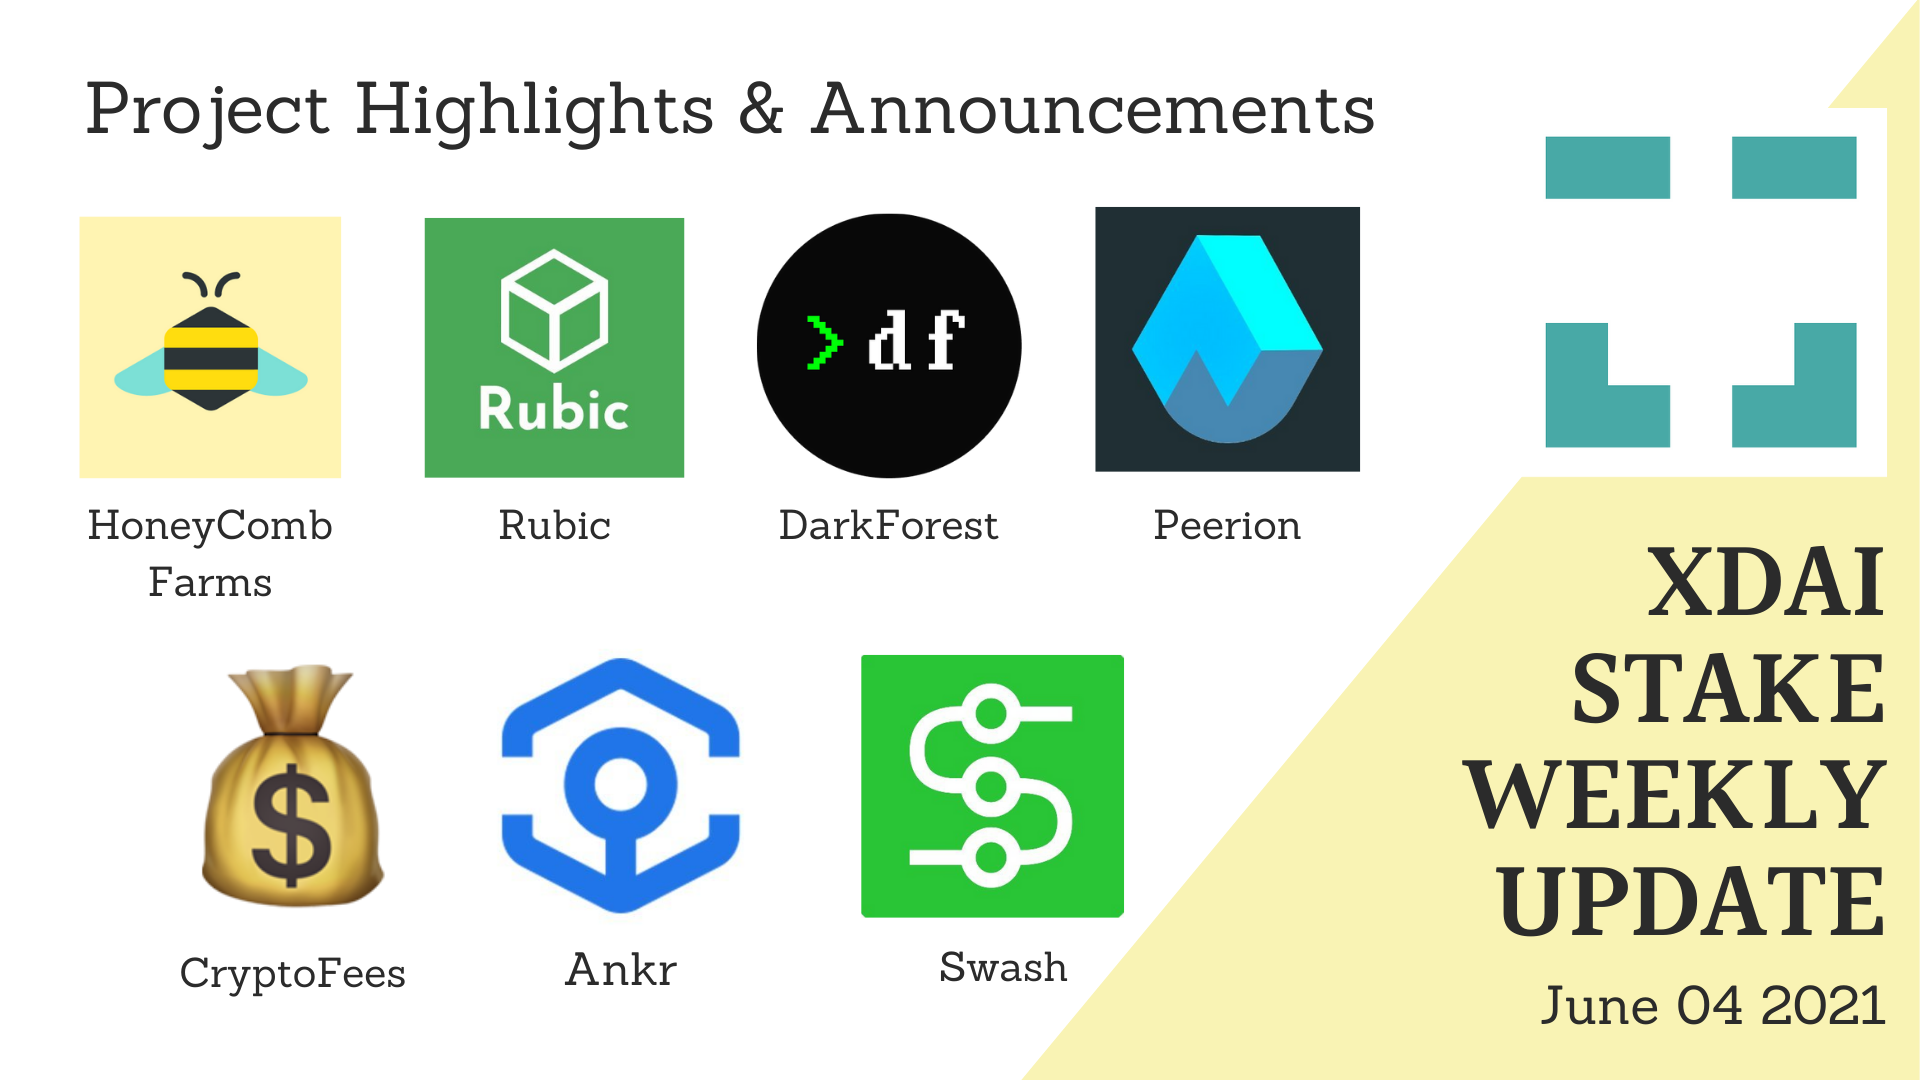 Project Highlights & Announcements
Rubic
>df
HoneyComb
Farms
Rubic
DarkForest
Peerion
$
CryptoFees
Ankr
Swash
XDAI
STAKE
WEEKLY
UPDATE
June 04 2021